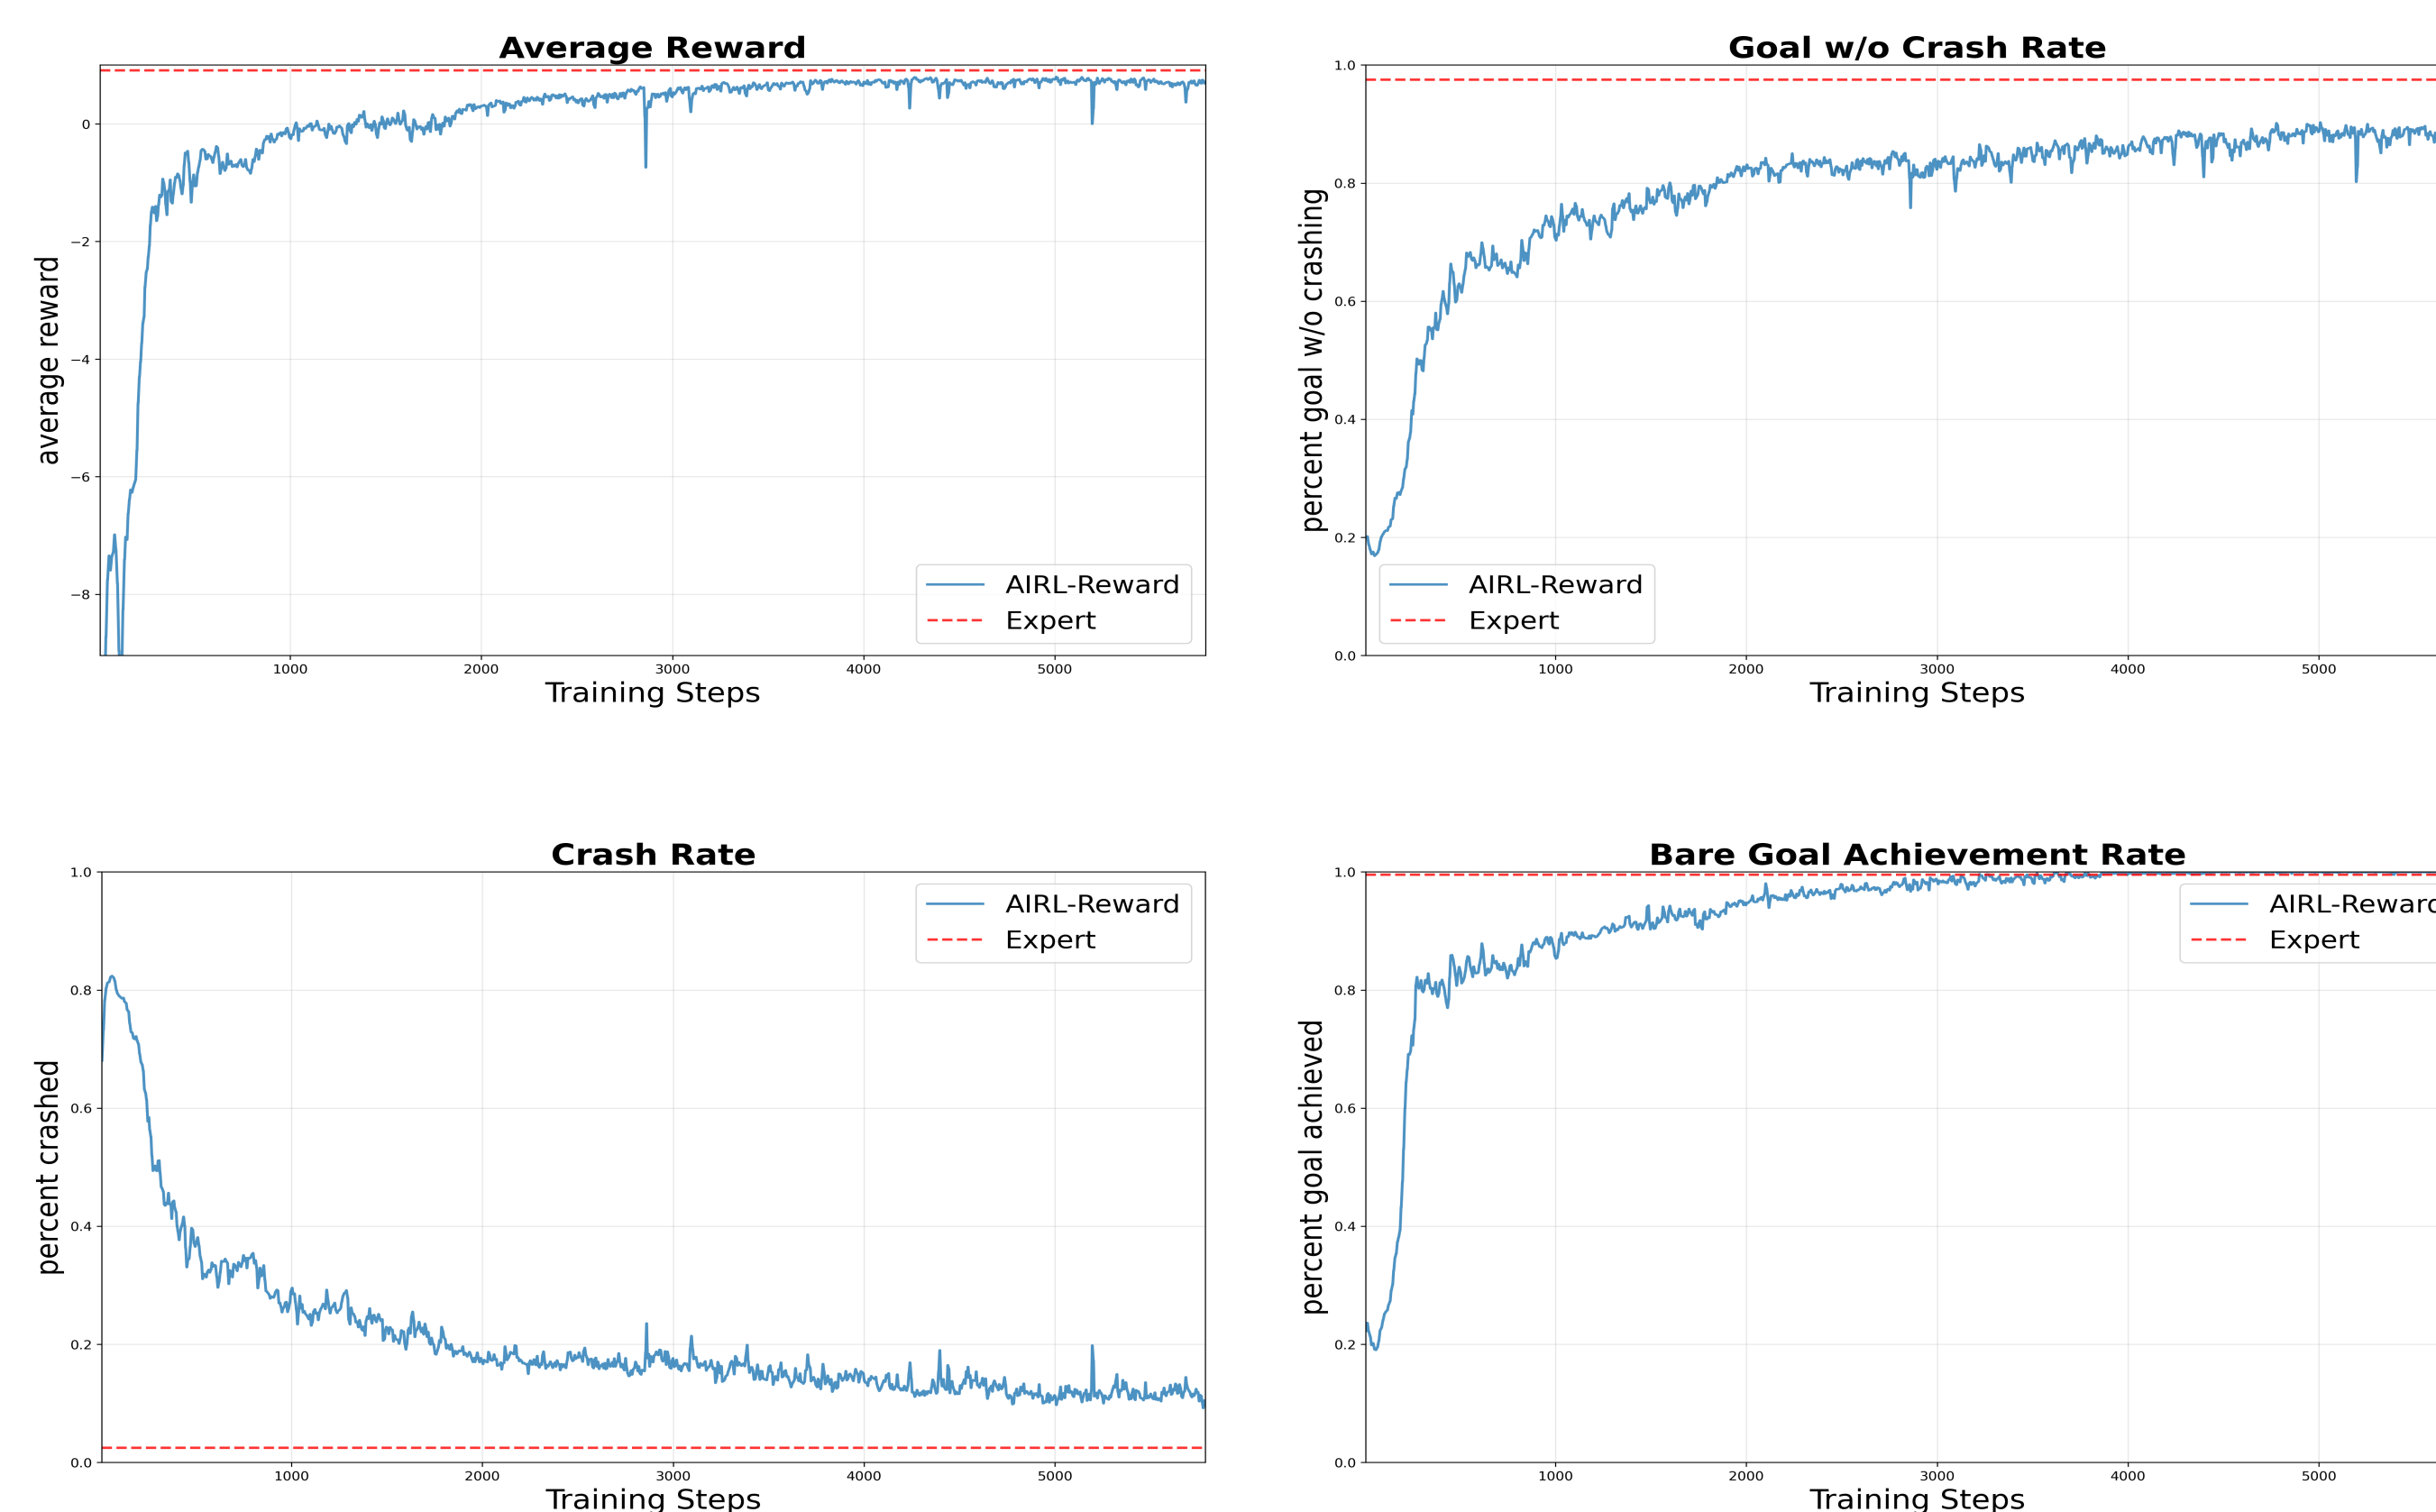 Average Reward
average reward
0
−2
−4
−6
−8
1000 2000 3000 4000 5000
Training Steps
AIRL-Reward
Expert
Goal w/o Crash Rate
percent goal w/o crashing
1.0
0.8
0.6
0.4
0.2
0.0
1000 2000 3000 4000 5000
Training Steps
AIRL-Reward
Expert
Crash Rate
percent crashed
1.0
0.8
0.6
0.4
0.2
0.0
1000 2000 3000 4000 5000
Training Steps
AIRL-Reward
Expert
Bare Goal Achievement Rate
percent goal achieved
1.0
0.8
0.6
0.4
0.2
0.0
1000 2000 3000 4000 5000
Training Steps
AIRL-Reward
Expert